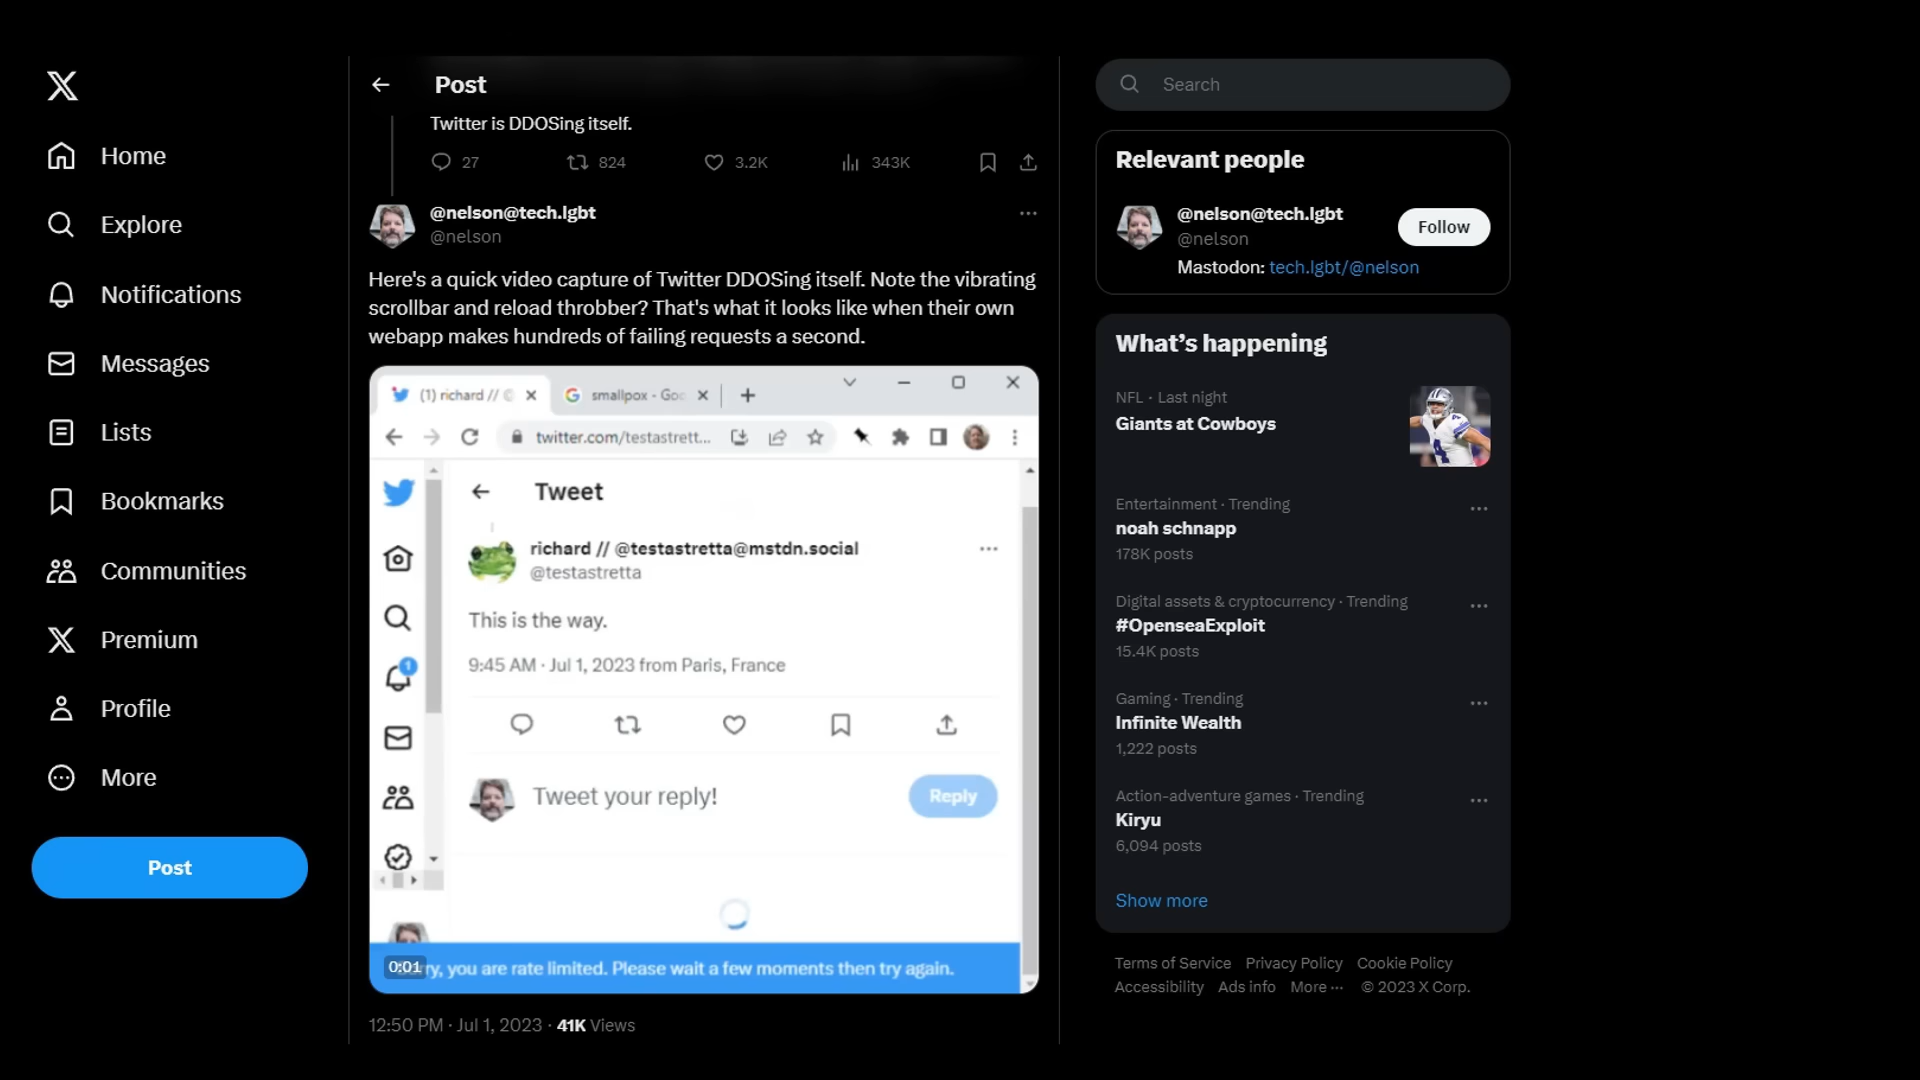 Home
Explore
Notifications
Messages
Lists
Bookmarks
Communities
Premium
Profile
More
Post
Post
Twitter is DDOSing itself.
27 824 3.2K 343K
@nelson@tech.lgbt
@nelson
Here's a quick video capture of Twitter DDOSing itself. Note the vibrating
scrollbar and reload throbber? That's what it looks like when their own
webapp makes hundreds of failing requests a second.
(1) richard // smallpox - Goo
twitter.com/testastrett...
Tweet
richard // @testastretta@mstdn.social
@testastretta
This is the way.
9:45 AM · Jul 1, 2023 from Paris, France
1
Tweet your reply!
Reply
0:01 ry, you are rate limited. Please wait a few moments then try again.
12:50 PM · Jul 1, 2023 · 41K Views
Search
Relevant people
@nelson@tech.lgbt
@nelson
Follow
Mastodon: tech.lgbt/@nelson
What's happening
NFL · Last night
Giants at Cowboys
Entertainment · Trending
noah schnapp
178K posts
Digital assets & cryptocurrency · Trending
#OpenseaExploit
15.4K posts
Gaming · Trending
Infinite Wealth
1,222 posts
Action-adventure games · Trending
Kiryu
6,094 posts
Show more
Terms of Service Privacy Policy Cookie Policy
Accessibility Ads info More ··· © 2023 X Corp.